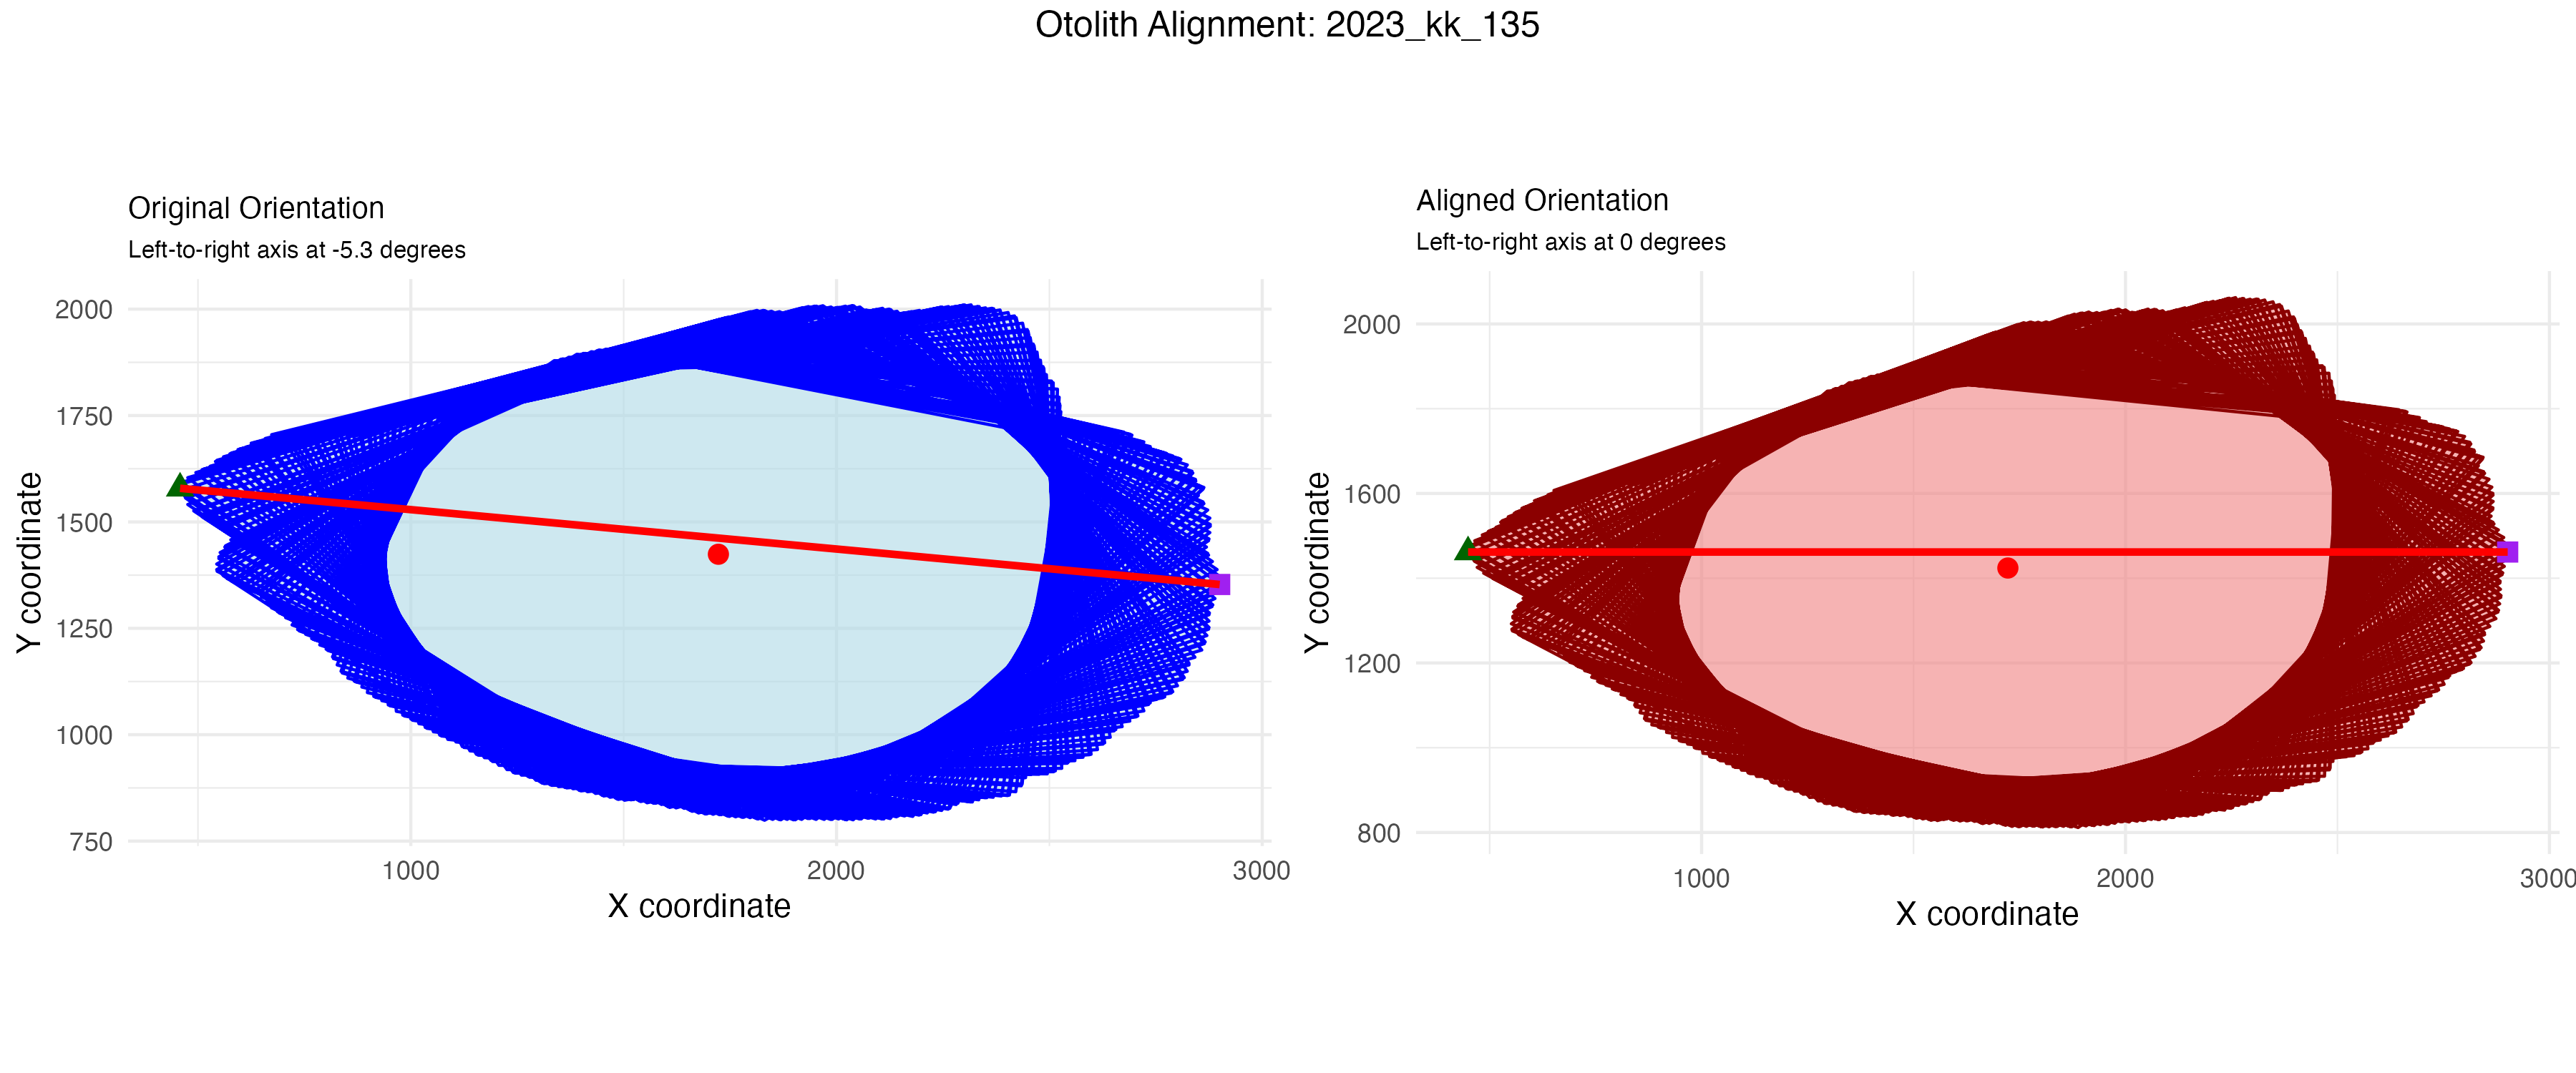 Otolith Alignment: 2023_kk_135
Original Orientation
Left-to-right axis at -5.3 degrees
2000
1750
1500
1250
1000
750
Y coordinate
1000
2000
3000
X coordinate
Aligned Orientation
Left-to-right axis at 0 degrees
2000
1600
1200
800
Y coordinate
1000
2000
3000
X coordinate